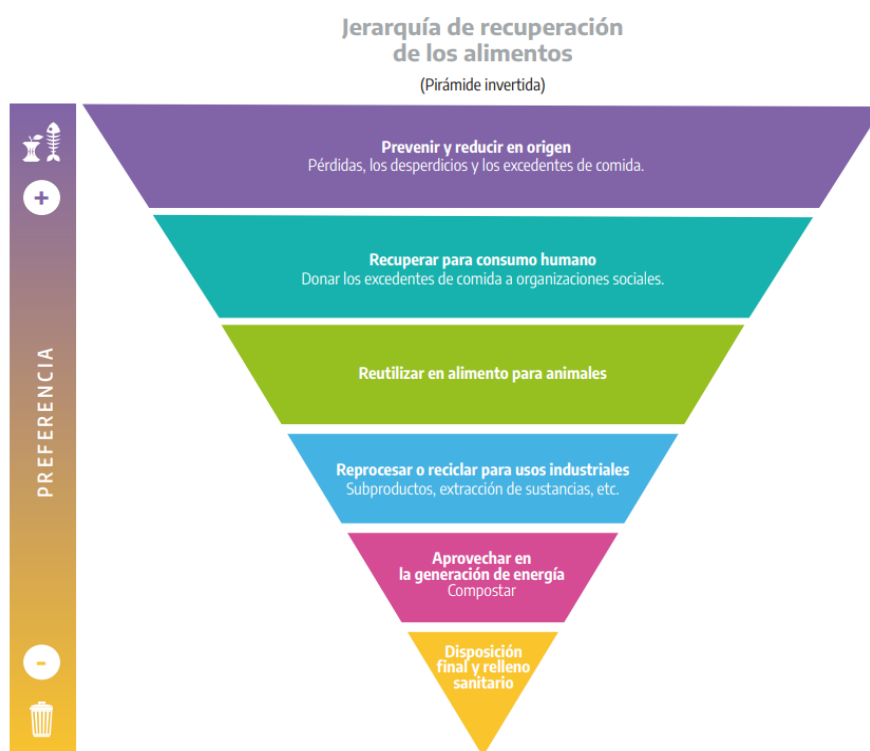 Jerarquía de recuperación
de los alimentos
(Pirámide invertida)
Prevenir y reducir en origen
Pérdidas, los desperdicios y los excedentes de comida.
+
Recuperar para consumo humano
Donar los excedentes de comida a organizaciones sociales.
Reutilizar en alimento para animales
PREFERENCIA
Reprocesar o reciclar para usos industriales
Subproductos, extracción de sustancias, etc.
Aprovechar en
la generación de energía
Compostar
-
Disposición
final y relleno
sanitario